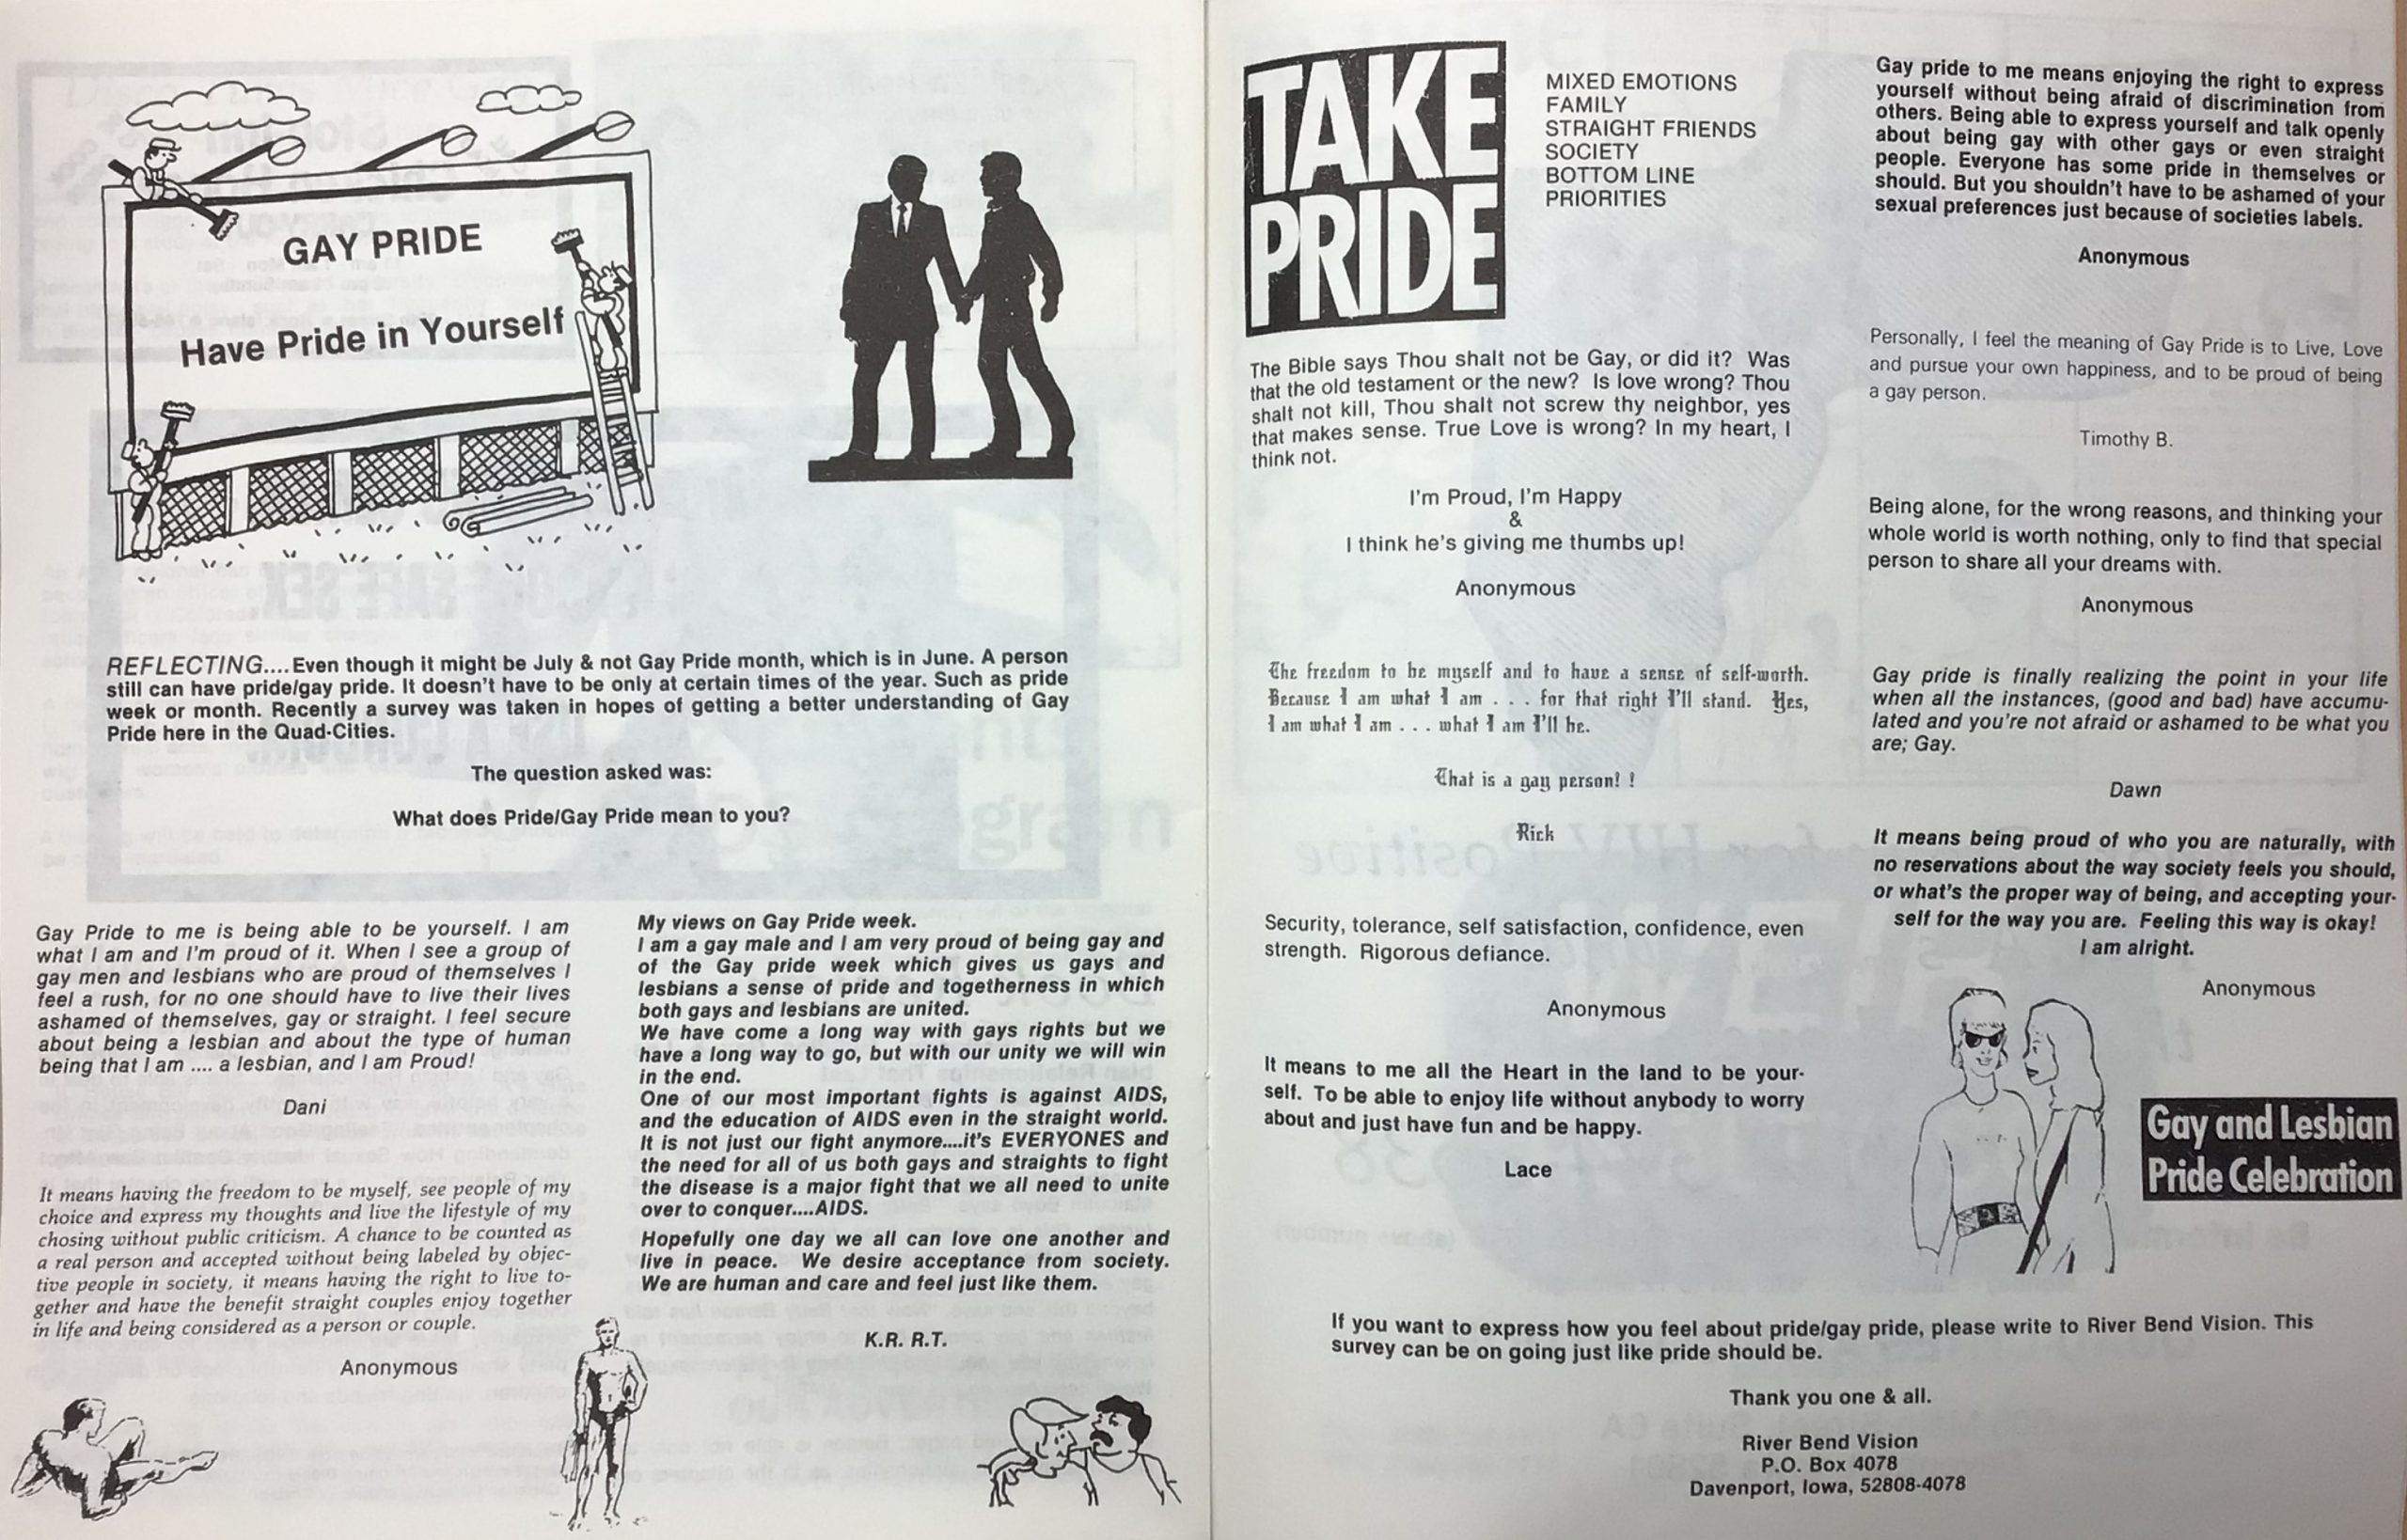 GAY PRIDE
Have Pride in Yourself
REFLECTING....Even though it might be July & not Gay Pride month, which is in June. A person
still can have pride/gay pride. It doesn't have to be only at certain times of the year. Such as pride
week or month. Recently a survey was taken in hopes of getting a better understanding of Gay
Pride here in the Quad-Cities.
The question asked was:
What does Pride/Gay Pride mean to you?
Gay Pride to me is being able to be yourself. I am
what I am and I'm proud of it. When I see a group of
gay men and lesbians who are proud of themselves I
feel a rush, for no one should have to live their lives
ashamed of themselves, gay or straight. I feel secure
about being a lesbian and about the type of human
being that I am .... a lesbian, and I am Proud!
Dani
It means having the freedom to be myself, see people of my
choice and express my thoughts and live the lifestyle of my
chosing without public criticism. A chance to be counted as
a real person and accepted without being labeled by objec-
tive people in society, it means having the right to live to-
gether and have the benefit straight couples enjoy together
in life and being considered as a person or couple.
Anonymous
My views on Gay Pride week.
I am a gay male and I am very proud of being gay and
of the Gay pride week which gives us gays and
lesbians a sense of pride and togetherness in which
both gays and lesbians are united.
We have come a long way with gays rights but we
have a long way to go, but with our unity we will win
in the end.
One of our most important fights is against AIDS,
and the education of AIDS even in the straight world.
It is not just our fight anymore....it's EVERYONES and
the need for all of us both gays and straights to fight
the disease is a major fight that we all need to unite
over to conquer....AIDS.
Hopefully one day we all can love one another and
live in peace. We desire acceptance from society.
We are human and care and feel just like them.
K.R. R.T.
TAKE
PRIDE
MIXED EMOTIONS
FAMILY
STRAIGHT FRIENDS
SOCIETY
BOTTOM LINE
PRIORITIES
The Bible says Thou shalt not be Gay, or did it? Was
that the old testament or the new? Is love wrong? Thou
shalt not kill, Thou shalt not screw thy neighbor, yes
that makes sense. True Love is wrong? In my heart, I
think not.
I'm Proud, I'm Happy
&
I think he's giving me thumbs up!
Anonymous
The freedom to be myself and to have a sense of self-worth.
Because I am what I am . . . for that right I'll stand. Yes,
I am what I am . . . what I am I'll be.
That is a gay person! !
Rick
Security, tolerance, self satisfaction, confidence, even
strength. Rigorous defiance.
Anonymous
It means to me all the Heart in the land to be your-
self. To be able to enjoy life without anybody to worry
about and just have fun and be happy.
Lace
Gay pride to me means enjoying the right to express
yourself without being afraid of discrimination from
others. Being able to express yourself and talk openly
about being gay with other gays or even straight
people. Everyone has some pride in themselves or
should. But you shouldn't have to be ashamed of your
sexual preferences just because of societies labels.
Anonymous
Personally, I feel the meaning of Gay Pride is to Live, Love
and pursue your own happiness, and to be proud of being
a gay person.
Timothy B.
Being alone, for the wrong reasons, and thinking your
whole world is worth nothing, only to find that special
person to share all your dreams with.
Anonymous
Gay pride is finally realizing the point in your life
when all the instances, (good and bad) have accumu-
lated and you're not afraid or ashamed to be what you
are; Gay.
Dawn
It means being proud of who you are naturally, with
no reservations about the way society feels you should,
or what's the proper way of being, and accepting your-
self for the way you are. Feeling this way is okay!
I am alright.
Anonymous
Gay and Lesbian
Pride Celebration
If you want to express how you feel about pride/gay pride, please write to River Bend Vision. This
survey can be on going just like pride should be.
Thank you one & all.
River Bend Vision
P.O. Box 4078
Davenport, Iowa, 52808-4078